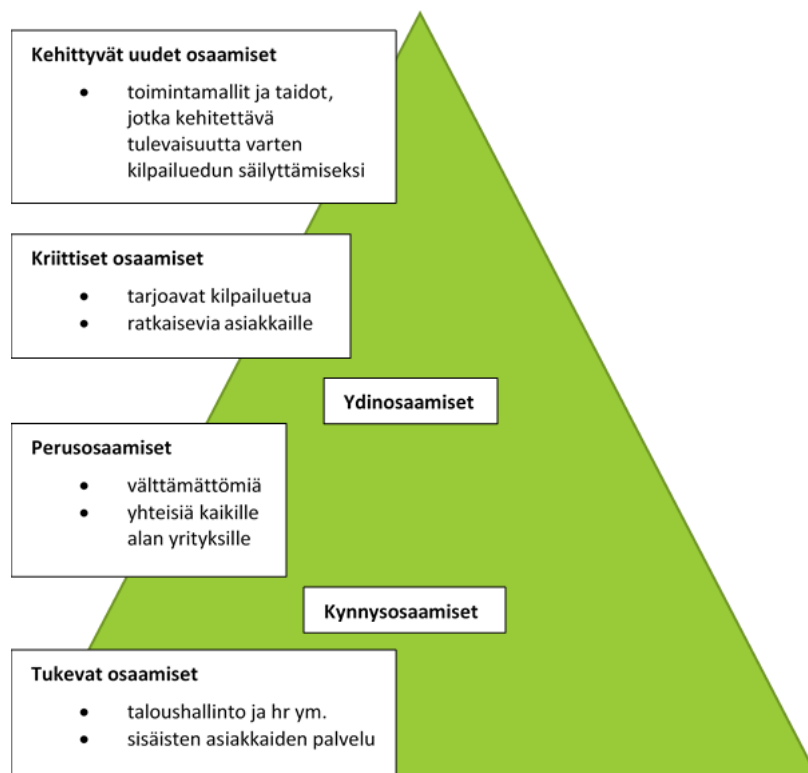 Kehittyvät uudet osaamiset
• toimintamallit ja taidot,
jotka kehitettävä
tulevaisuutta varten
kilpailuedun säilyttämiseksi
Kriittiset osaamiset
• tarjoavat kilpailuetua
• ratkaisevia asiakkaille
Ydinosaamiset
Perusosaamiset
• välttämättömiä
• yhteisiä kaikille
alan yrityksille
Kynnysosaamiset
Tukevat osaamiset
• taloushallinto ja hr ym.
• sisäisten asiakkaiden palvelu